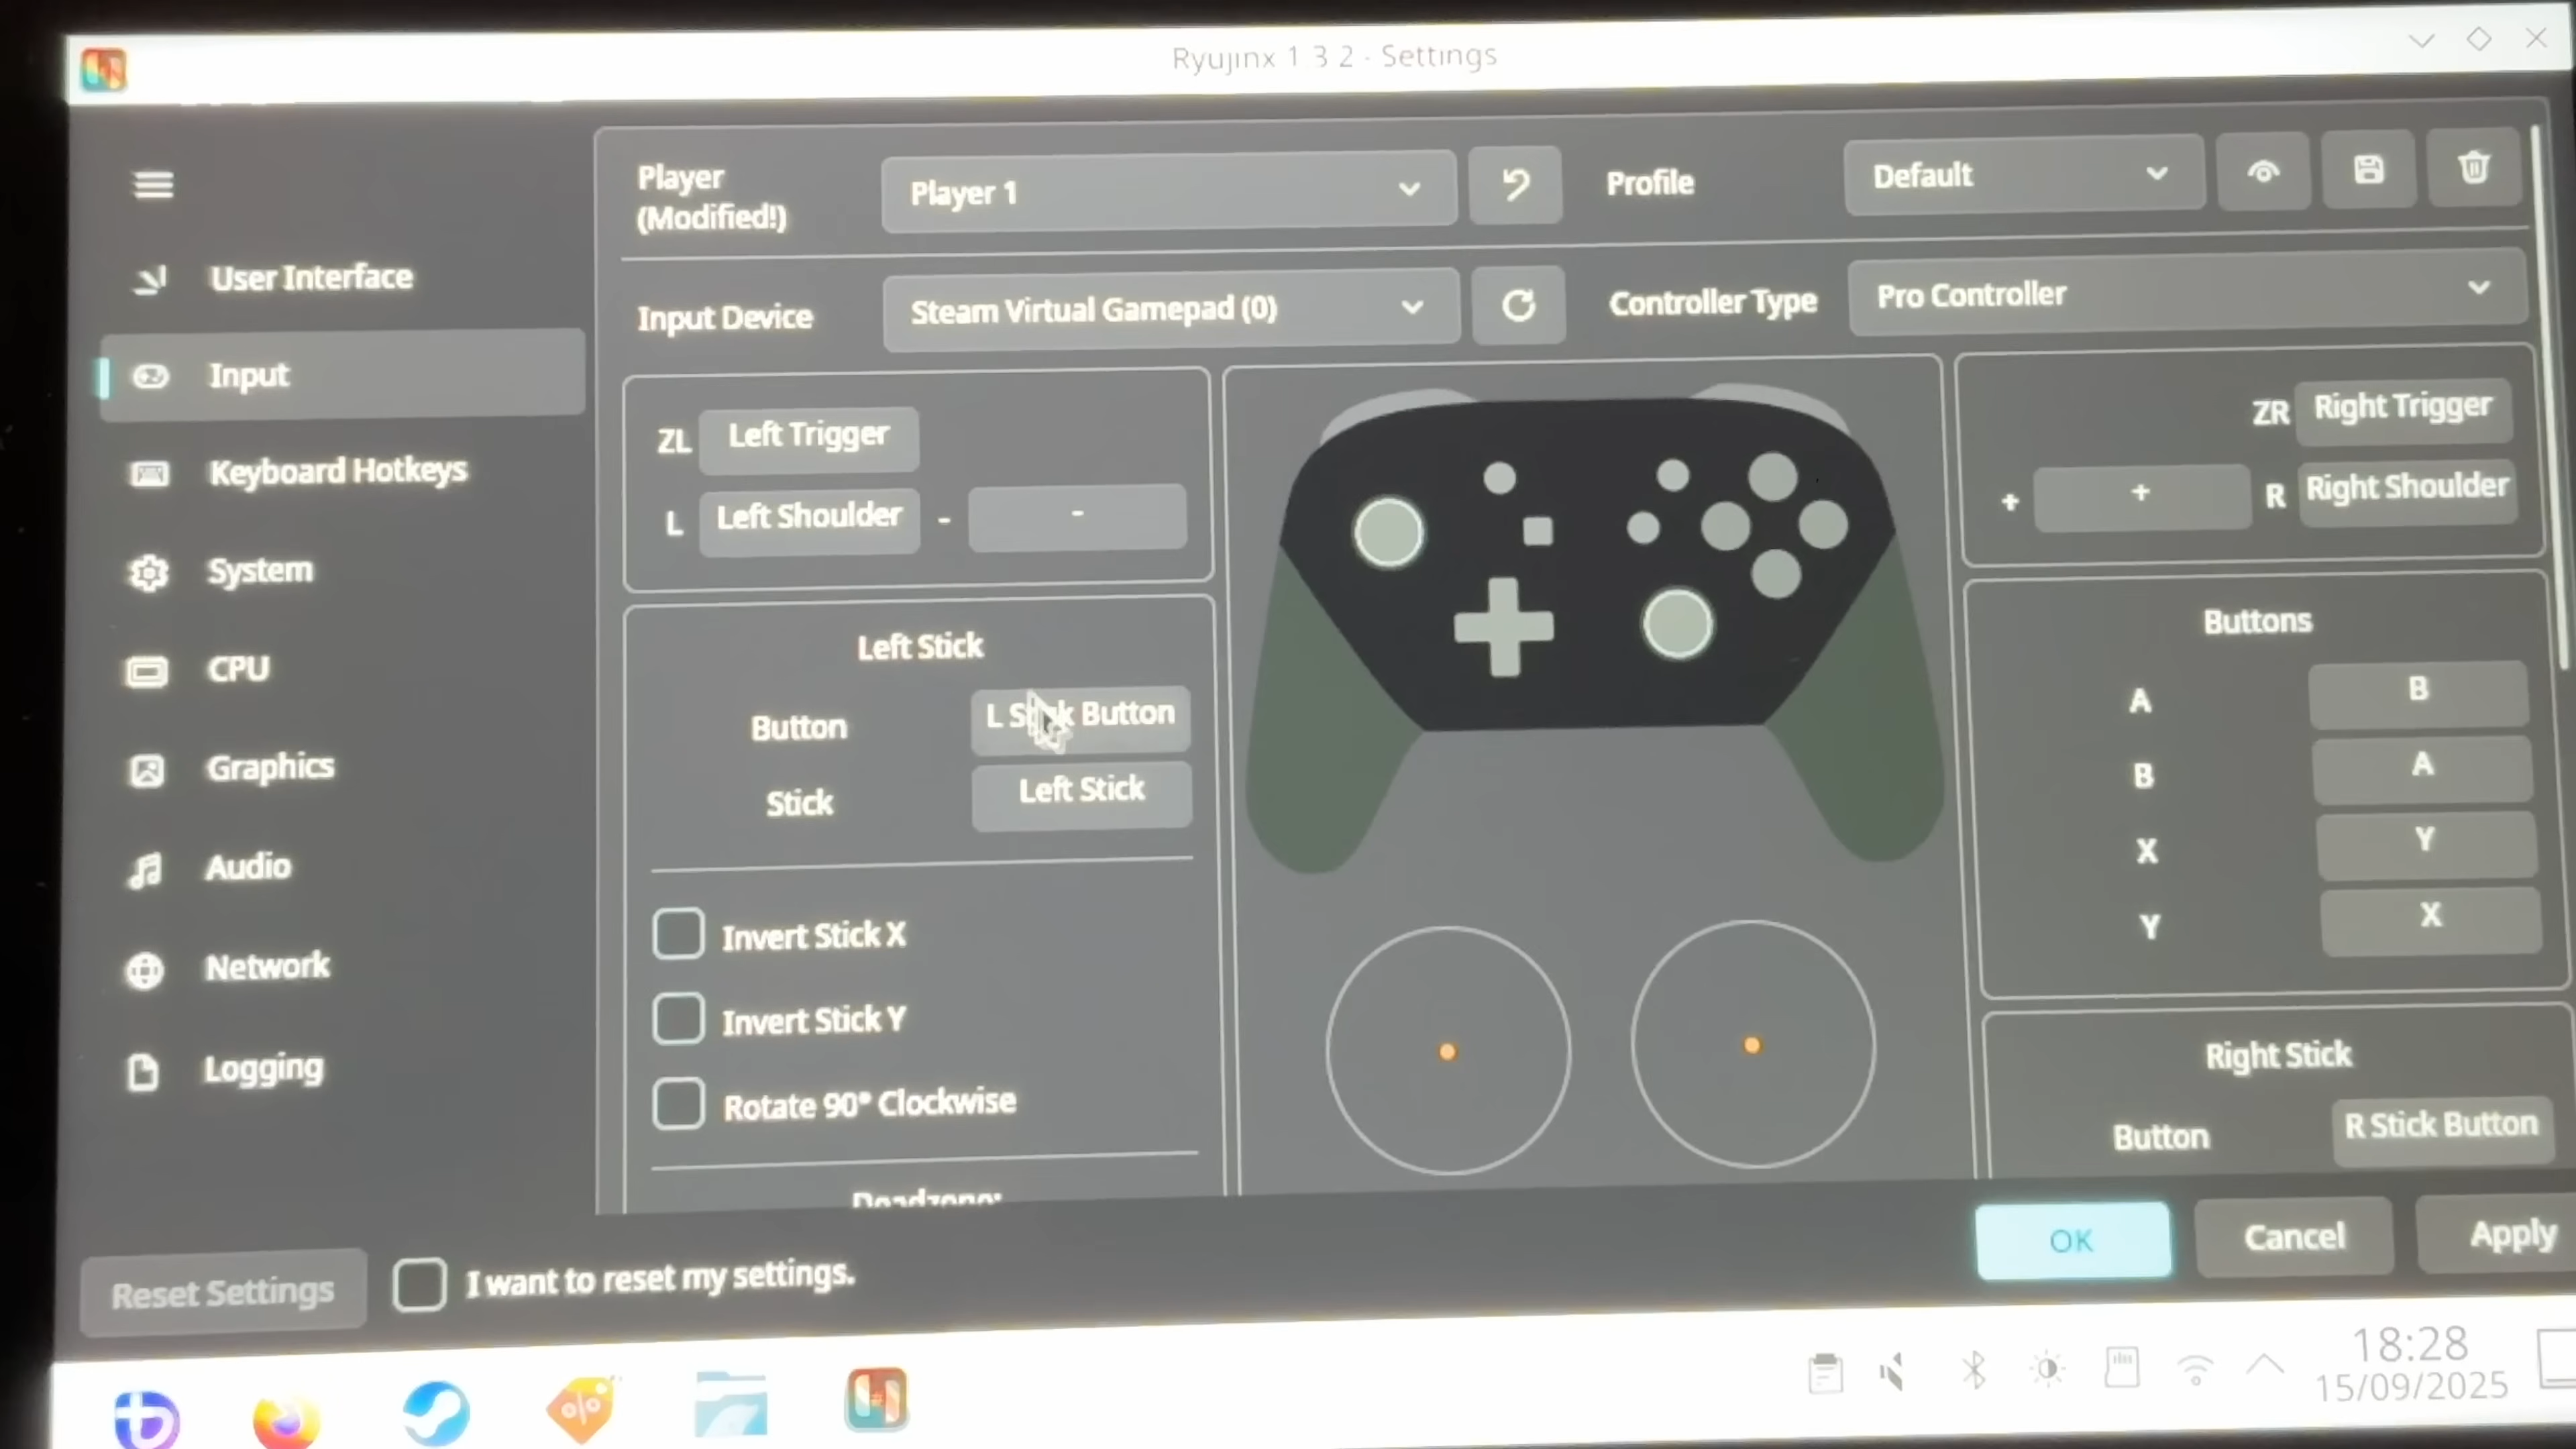 Ryujinx 1 3 2 - Settings
Player
(Modified!)
Player 1
Profile
Default
Input Device
Steam Virtual Gamepad (0)
Controller Type
Pro Controller
User Interface
Input
Keyboard Hotkeys
System
CPU
Graphics
Audio
Network
Logging
ZL
Left Trigger
L
Left Shoulder
-
-
Left Stick
Button
L Stick Button
Stick
Left Stick
Invert Stick X
Invert Stick Y
Rotate 90° Clockwise
Deadzone:
ZR
Right Trigger
+
+
R
Right Shoulder
Buttons
A
B
B
A
X
Y
Y
X
Right Stick
Button
R Stick Button
Reset Settings
I want to reset my settings.
OK
Cancel
Apply
18:28
15/09/2025